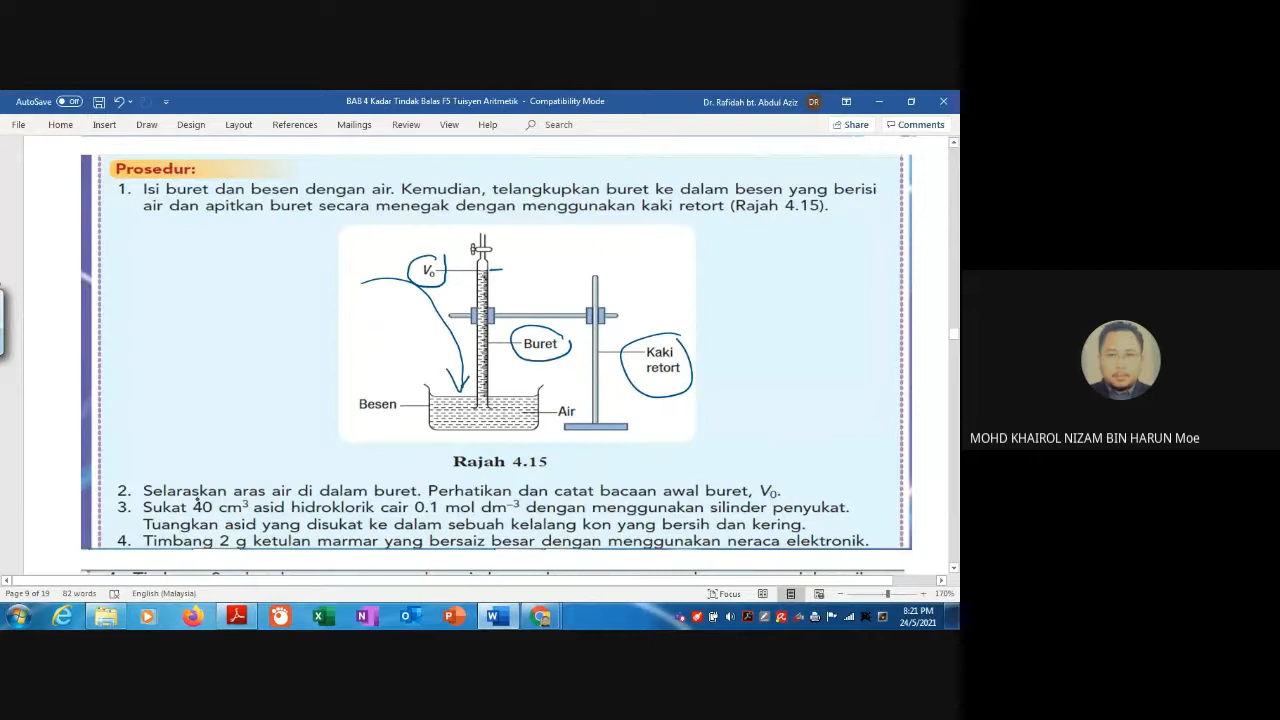 AutoSave Off
BAB 4 Kadar Tindak Balas F5 Tuisyen Aritmetik - Compatibility Mode
Dr. Rafidah bt. Abdul Aziz DR
File Home Insert Draw Design Layout References Mailings Review View Help Search Share Comments
Prosedur:
1. Isi buret dan besen dengan air. Kemudian, telangkupkan buret ke dalam besen yang berisi
air dan apitkan buret secara menegak dengan menggunakan kaki retort (Rajah 4.15).
V₀
Buret
Kaki
retort
Besen
Air
Rajah 4.15
2. Selaraskan aras air di dalam buret. Perhatikan dan catat bacaan awal buret, V₀.
3. Sukat 40 cm³ asid hidroklorik cair 0.1 mol dm⁻³ dengan menggunakan silinder penyukat.
Tuangkan asid yang disukat ke dalam sebuah kelalang kon yang bersih dan kering.
4. Timbang 2 g ketulan marmar yang bersaiz besar dengan menggunakan neraca elektronik.
MOHD KHAIROL NIZAM BIN HARUN Moe
Page 9 of 19 82 words English (Malaysia) Focus 170%
8:21 PM
24/5/2021